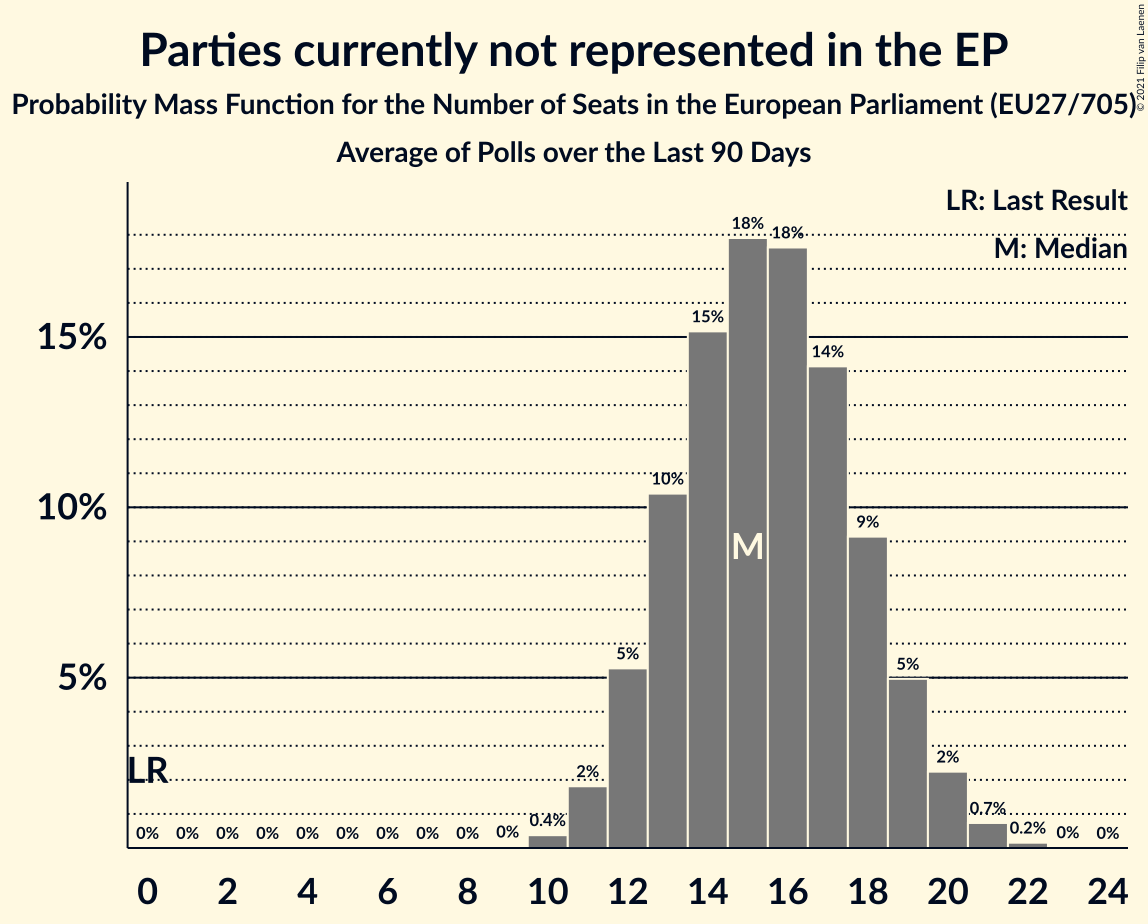 Parties currently not represented in the EP
Probability Mass Function for the Number of Seats in the European Parliament (EU27/705)
Average of Polls over the Last 90 Days
© 2021 Filip van Laenen
LR: Last Result
M: Median
15%
10%
5%
0% 0% 0% 0% 0% 0% 0% 0% 0% 0% 0.4% 2% 5% 10% 15% 18% 18% 14% 9% 5% 2% 0.7% 0.2% 0% 0%
M
LR
0 2 4 6 8 10 12 14 16 18 20 22 24